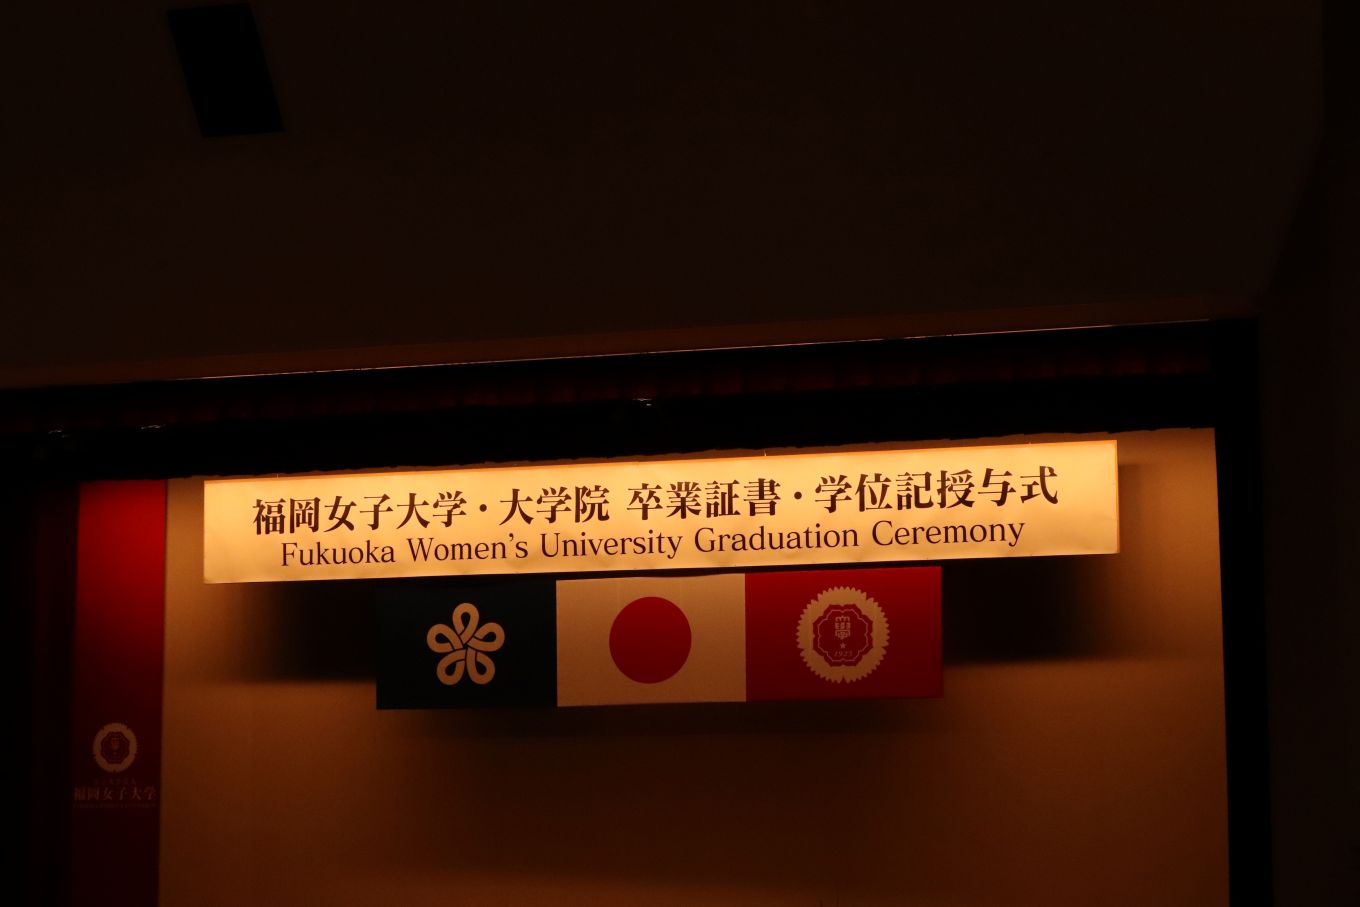 福岡女子大学・大学院 卒業証書・学位記授与式
Fukuoka Women's University Graduation Ceremony
1923
福岡女子大学